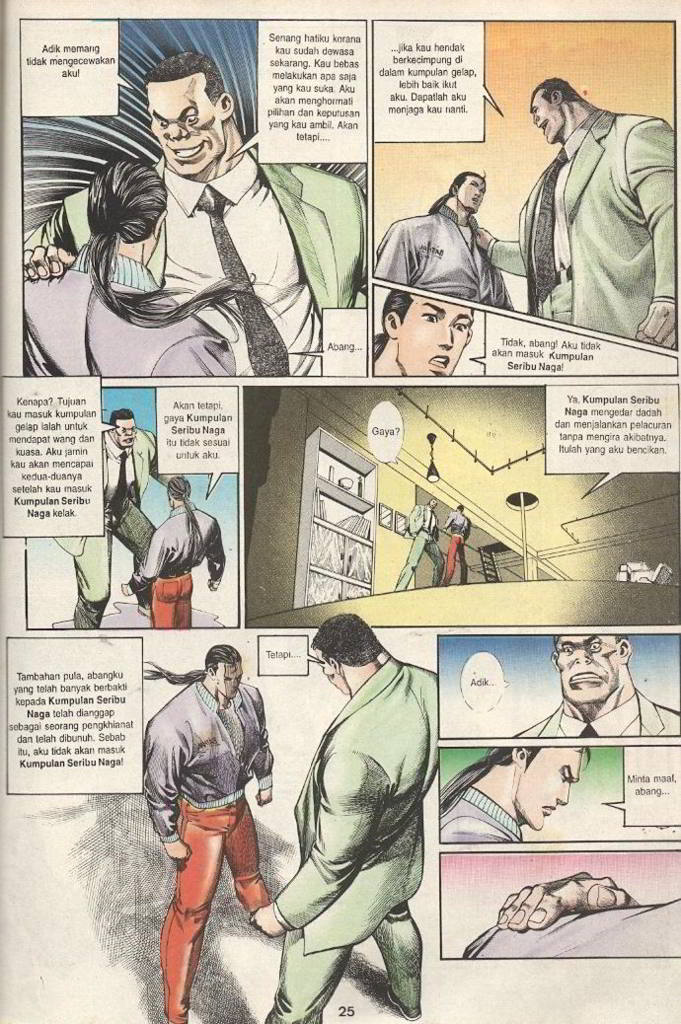 Adik memang
tidak mengecewakan
aku!
Senang hatiku kerana
kau sudah dewasa
sekarang. Kau bebas
melakukan apa saja
yang kau suka. Aku
akan menghormati
pilihan dan keputusan
yang kau ambil. Akan
tetapi....
Abang...
...jika kau hendak
berkecimpung di
dalam kumpulan gelap,
lebih baik ikut
aku. Dapatlah aku
menjaga kau nanti.
Tidak, abang! Aku tidak
akan masuk Kumpulan
Seribu Naga!
Kenapa? Tujuan
kau masuk kumpulan
gelap ialah untuk
mendapat wang dan
kuasa. Aku jamin
kau akan mencapai
kedua-duanya
setelah kau masuk
Kumpulan Seribu
Naga kelak.
Akan tetapi,
gaya Kumpulan
Seribu Naga
itu tidak sesuai
untuk aku.
Gaya?
Ya, Kumpulan Seribu
Naga mengedar dadah
dan menjalankan pelacuran
tanpa mengira akibatnya.
Itulah yang aku bencikan.
Tambahan pula, abangku
yang telah banyak berbakti
kepada Kumpulan Seribu
Naga telah dianggap
sebagai seorang pengkhianat
dan telah dibunuh. Sebab
itu, aku tidak akan masuk
Kumpulan Seribu Naga!
Tetapi....
Adik...
Minta maaf,
abang...
25